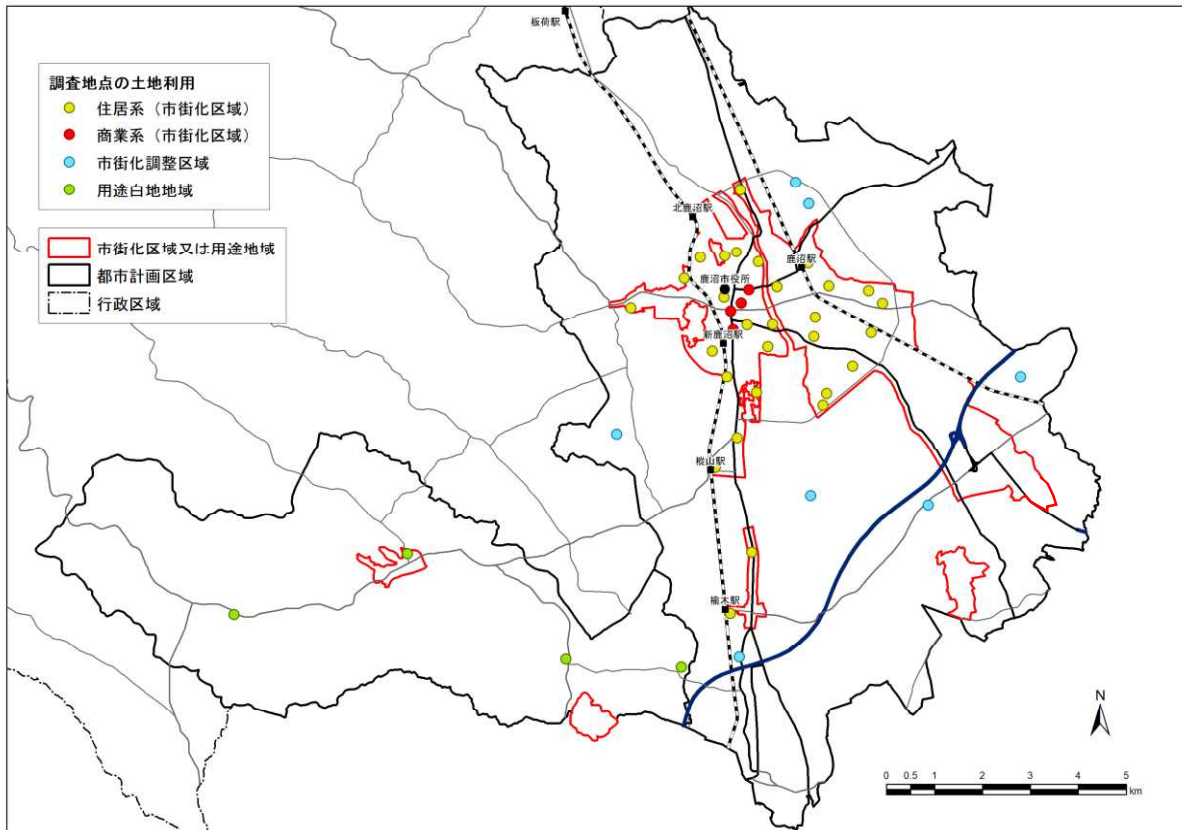 板荷駅
調査地点の土地利用
住居系（市街化区域）
商業系（市街化区域）
市街化調整区域
用途白地地域
市街化区域又は用途地域
都市計画区域
行政区域
北鹿沼駅
鹿沼駅
鹿沼市役所
新鹿沼駅
樅山駅
楡木駅
N
0 0.5 1 2 3 4 5
km